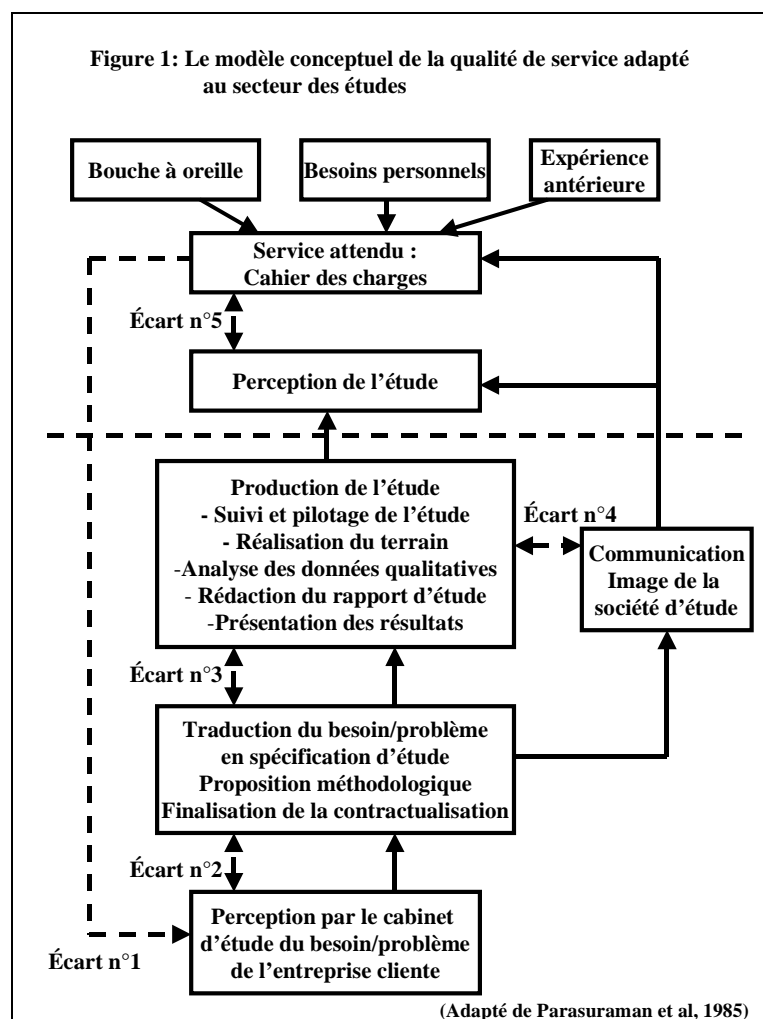 Figure 1: Le modèle conceptuel de la qualité de service adapté
au secteur des études
Bouche à oreille
Besoins personnels
Expérience
antérieure
Service attendu :
Cahier des charges
Écart n°5
Perception de l’étude
Production de l’étude
- Suivi et pilotage de l’étude
- Réalisation du terrain
-Analyse des données qualitatives
- Rédaction du rapport d’étude
-Présentation des résultats
Écart n°4
Communication
Image de la
société d’étude
Écart n°3
Traduction du besoin/problème
en spécification d’étude
Proposition méthodologique
Finalisation de la contractualisation
Écart n°2
Perception par le cabinet
d’étude du besoin/problème
de l’entreprise cliente
Écart n°1
(Adapté de Parasuraman et al, 1985)